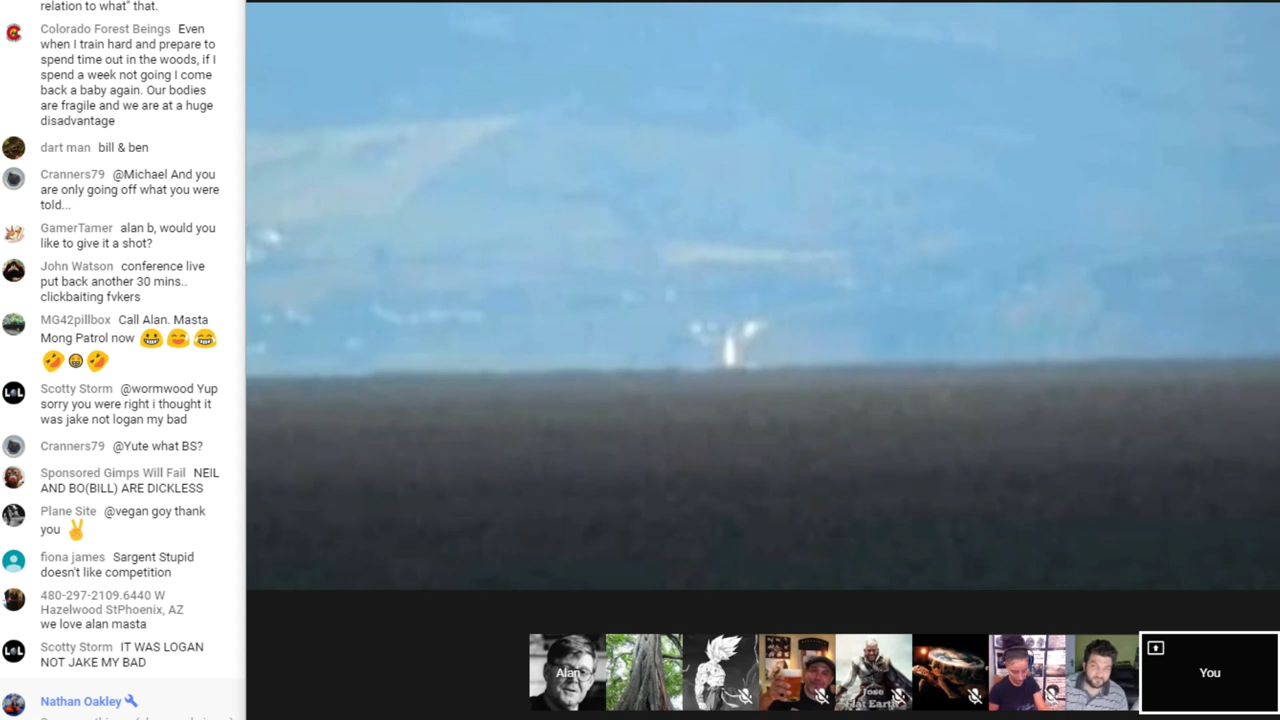 relation to what" that.
Colorado Forest Beings Even
when I train hard and prepare to
spend time out in the woods, if I
spend a week not going I come
back a baby again. Our bodies
are fragile and we are at a huge
disadvantage
dart man bill & ben
Cranners79 @Michael And you
are only going off what you were
told...
GamerTamer alan b, would you
like to give it a shot?
John Watson conference live
put back another 30 mins..
clickbaiting fvkers
MG42pillbox Call Alan. Masta
Mong Patrol now 😀 😄 😂
🤣 😁 🤣
LOL
Scotty Storm @wormwood Yup
sorry you were right i thought it
was jake not logan my bad
Cranners79 @Yute what BS?
Sponsored Gimps Will Fail NEIL
AND BO(BILL) ARE DICKLESS
Plane Site @vegan goy thank
you ✌
fiona james Sargent Stupid
doesn't like competition
480-297-2109.6440 W
Hazelwood StPhoenix, AZ
we love alan masta
LOL
Scotty Storm IT WAS LOGAN
NOT JAKE MY BAD
Nathan Oakley
Alan
Jose
Flat Earth
You